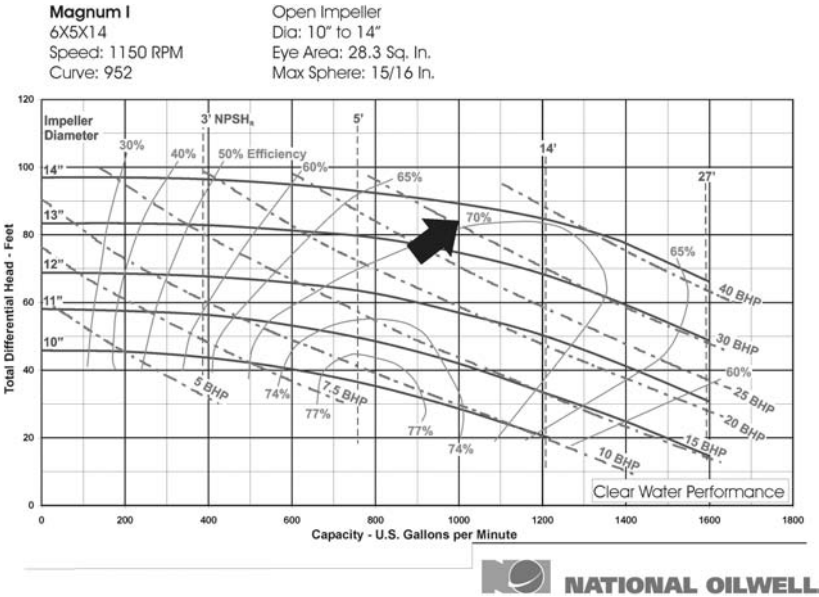 Magnum I
6X5X14
Speed: 1150 RPM
Curve: 952
Open Impeller
Dia: 10" to 14"
Eye Area: 28.3 Sq. In.
Max Sphere: 15/16 In.
120
100
80
60
40
20
0
Total Differential Head - Feet
Impeller
Diameter
14"
13"
12"
11"
10"
30%
40%
50% Efficiency
60%
65%
70%
65%
60%
74%
77%
77%
74%
3' NPSHR
5'
14'
27'
5 BHP
7.5 BHP
10 BHP
15 BHP
20 BHP
25 BHP
30 BHP
40 BHP
Clear Water Performance
0 200 400 600 800 1000 1200 1400 1600 1800
Capacity - U.S. Gallons per Minute
NATIONAL OILWELL